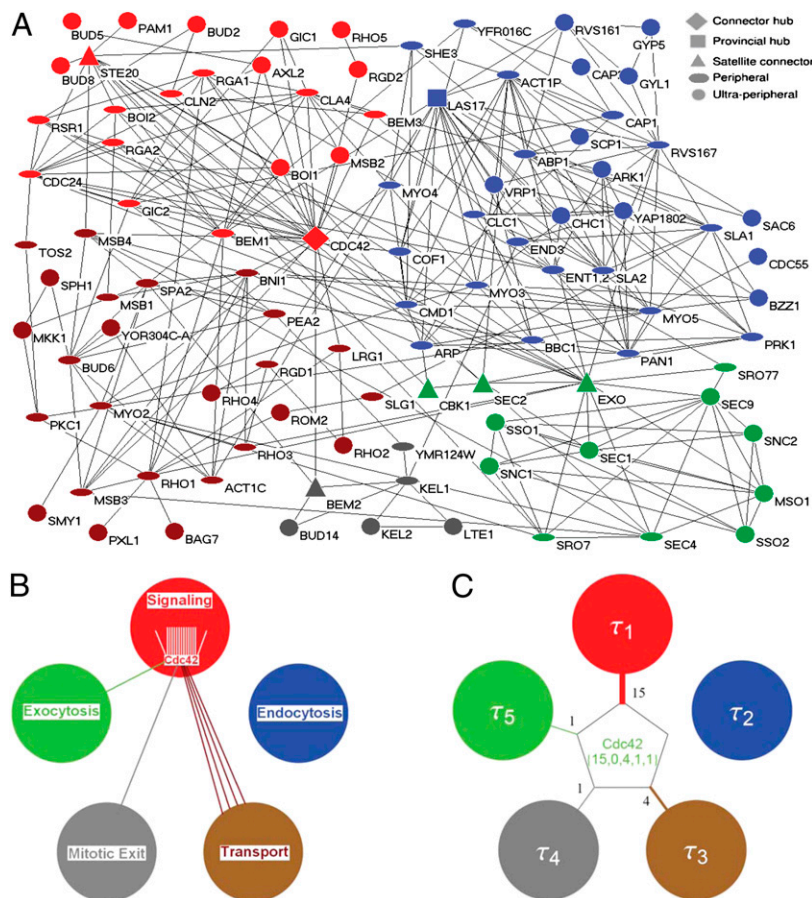 A
BUD5
PAM1
BUD2
GIC1
RHO5
SHE3
YFR016C
RVS161
GYP5
Connector hub
Provincial hub
Satellite connector
Peripheral
Ultra-peripheral
BUD8
STE20
AXL2
RGD2
LAS17
ACT1P
GYL1
RGA1
CLN2
CLA4
BEM3
CAP1
RSR1
BOI2
RGA2
MSB2
SCP1
RVS167
ABP1
ARK1
CDC24
BOI1
MYO4
VRP1
GIC2
CLC1
CHC1
YAP1802
SAC6
SLA1
TOS2
MSB4
BEM1
CDC42
COF1
END3
CDC55
SPH1
BNI1
ENT1,2
SLA2
MSB1
SPA2
MYO3
BZZ1
MKK1
YOR304C-A
PEA2
CMD1
MYO5
BUD6
LRG1
ARP
BBC1
PAN1
PRK1
RGD1
SRO77
MYO2
RHO4
SLG1
CBK1
SEC2
EXO
SEC9
PKC1
ROM2
SSO1
SNC2
RHO3
RHO2
YMR124W
SEC1
SNC1
MSB3
RHO1
ACT1C
KEL1
MSO1
BEM2
SMY1
PXL1
BAG7
BUD14
KEL2
LTE1
SRO7
SEC4
SSO2
B
Signaling
Cdc42
Exocytosis
Endocytosis
Mitotic Exit
Transport
C
τ1
15
τ5
1
τ2
Cdc42
|15,0,4,1,1|
1
4
τ4
τ3